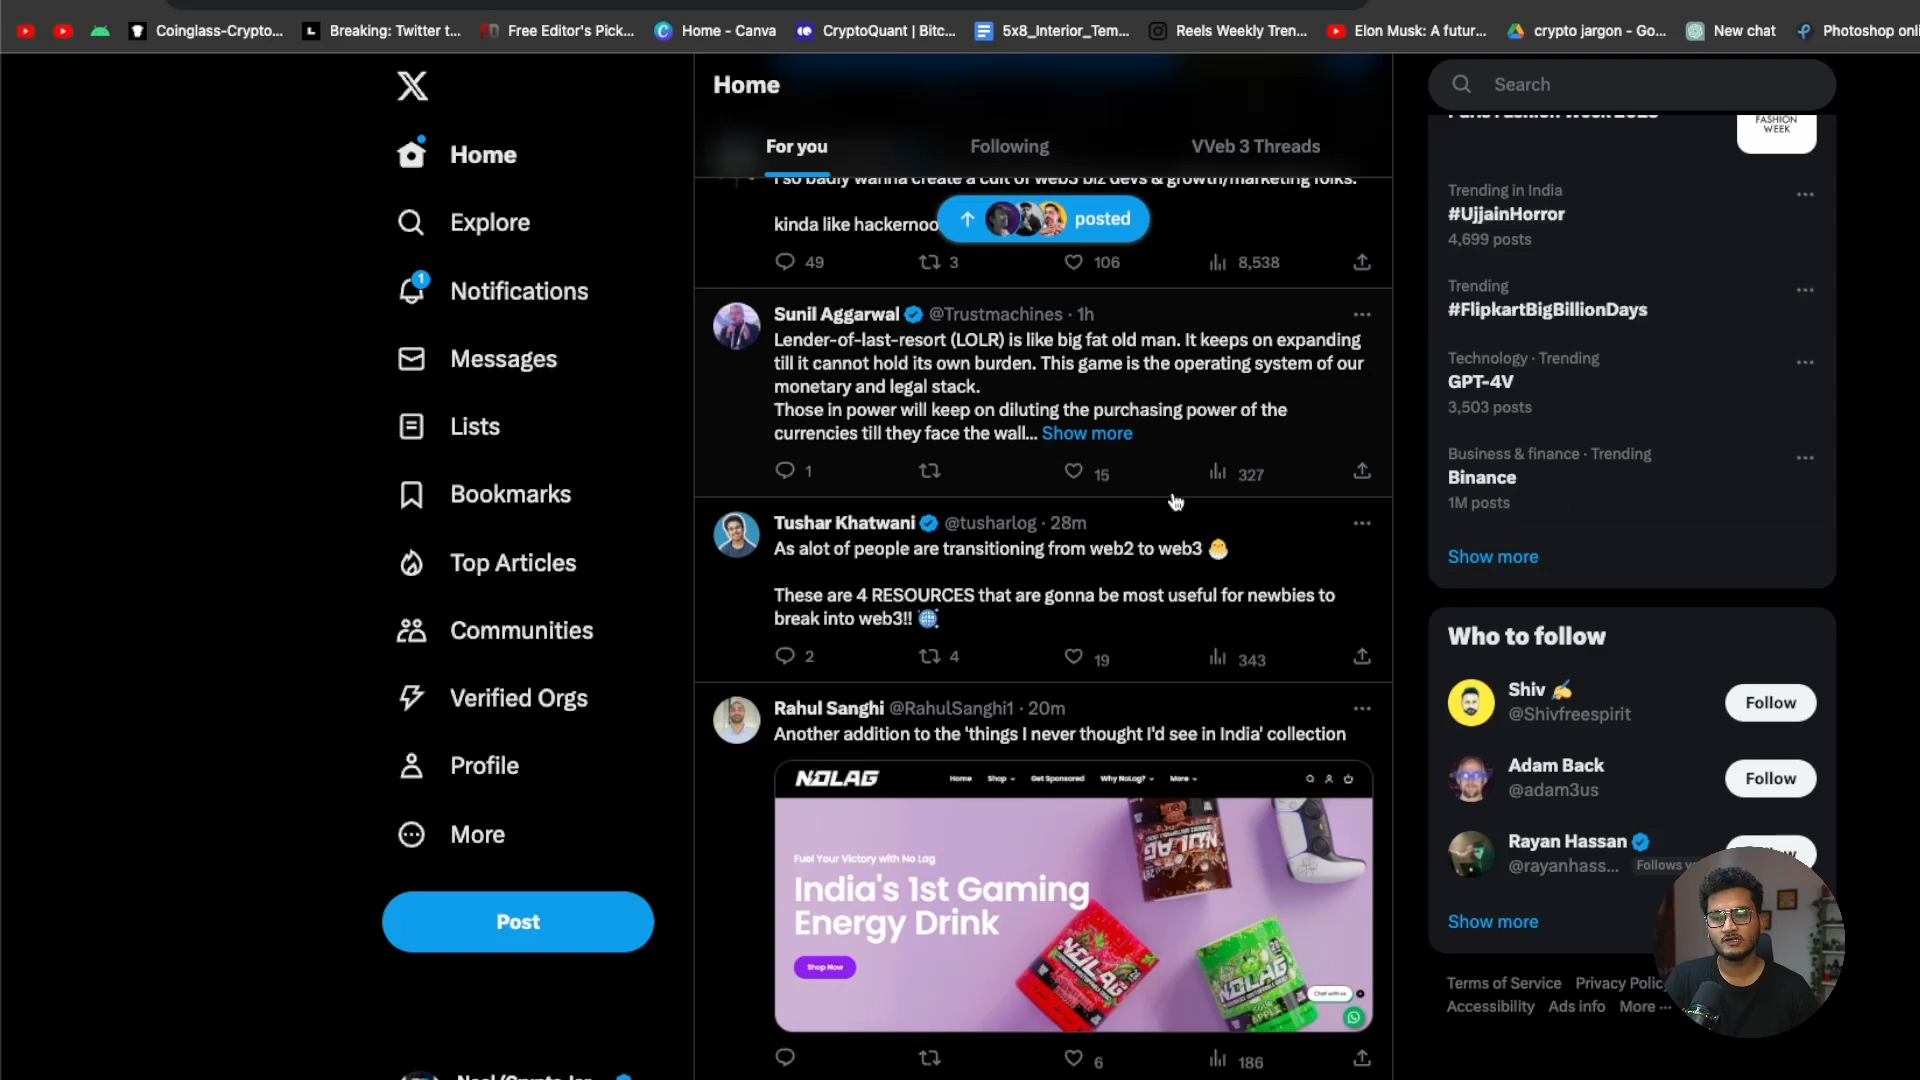 Coinglass-Crypto...
Breaking: Twitter t...
Free Editor's Pick...
Home - Canva
CryptoQuant | Bitc...
5x8_Interior_Tem...
Reels Weekly Tren...
Elon Musk: A futur...
crypto jargon - Go...
New chat
Photoshop onli
Home
Explore
1
Notifications
Messages
Lists
Bookmarks
Top Articles
Communities
Verified Orgs
Profile
More
Post
Home
For you
Following
VVeb 3 Threads
I so badly wanna create a cult of web3 biz devs & growth/marketing folks.
kinda like hackernoo
posted
49
3
106
8,538
Sunil Aggarwal @Trustmachines · 1h
Lender-of-last-resort (LOLR) is like big fat old man. It keeps on expanding
till it cannot hold its own burden. This game is the operating system of our
monetary and legal stack.
Those in power will keep on diluting the purchasing power of the
currencies till they face the wall... Show more
1
15
327
Tushar Khatwani @tusharlog · 28m
As alot of people are transitioning from web2 to web3 🐣
These are 4 RESOURCES that are gonna be most useful for newbies to
break into web3!! 🌐
2
4
19
343
Rahul Sanghi @RahulSanghi1 · 20m
Another addition to the 'things I never thought I'd see in India' collection
NOLAG
Home
Shop
Get Sponsored
Why NoLag?
More
Fuel Your Victory with No Lag
India's 1st Gaming
Energy Drink
Shop Now
NOLAG
NOLAG
NOLAG
Chat with us
6
186
Search
Paris Fashion Week 2023
FASHION
WEEK
Trending in India
#UjjainHorror
4,699 posts
Trending
#FlipkartBigBillionDays
Technology · Trending
GPT-4V
3,503 posts
Business & finance · Trending
Binance
1M posts
Show more
Who to follow
Shiv ✍️
@Shivfreespirit
Follow
Adam Back
@adam3us
Follow
Rayan Hassan
@rayanhass...
Follows
Show more
Terms of Service
Privacy Polic
Accessibility
Ads info
More ...